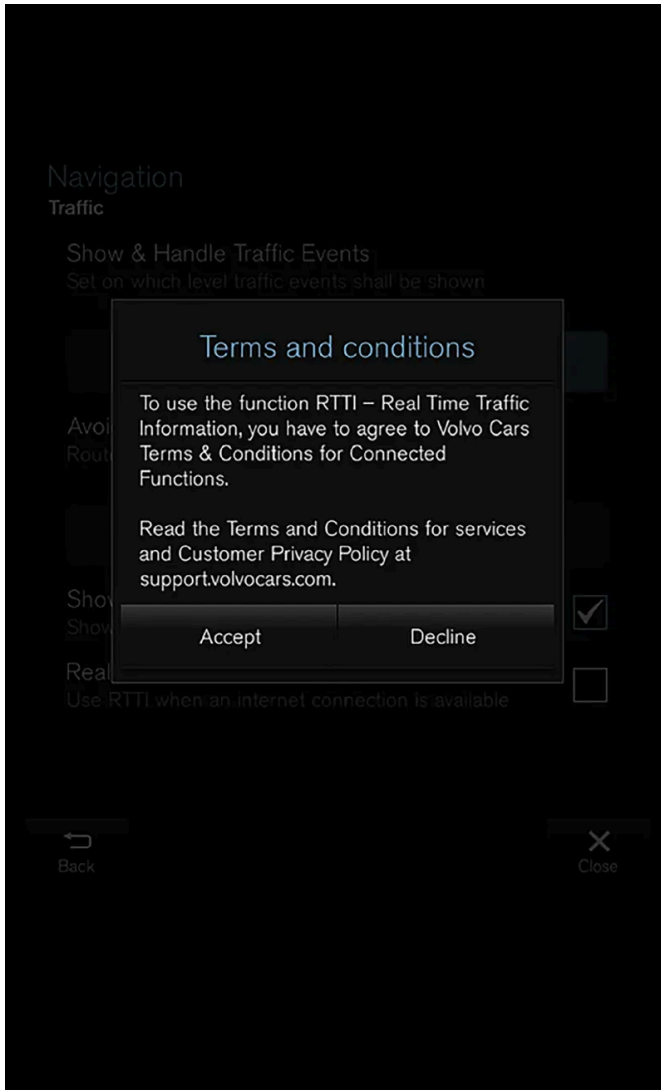 Navigation
Traffic
Show & Handle Traffic Events
Set on which level traffic events shall be shown
Terms and conditions
To use the function RTTI – Real Time Traffic
Information, you have to agree to Volvo Cars
Terms & Conditions for Connected
Functions.
Read the Terms and Conditions for services
and Customer Privacy Policy at
support.volvocars.com.
Accept Decline
Use RTTI when an internet connection is available
Back Close